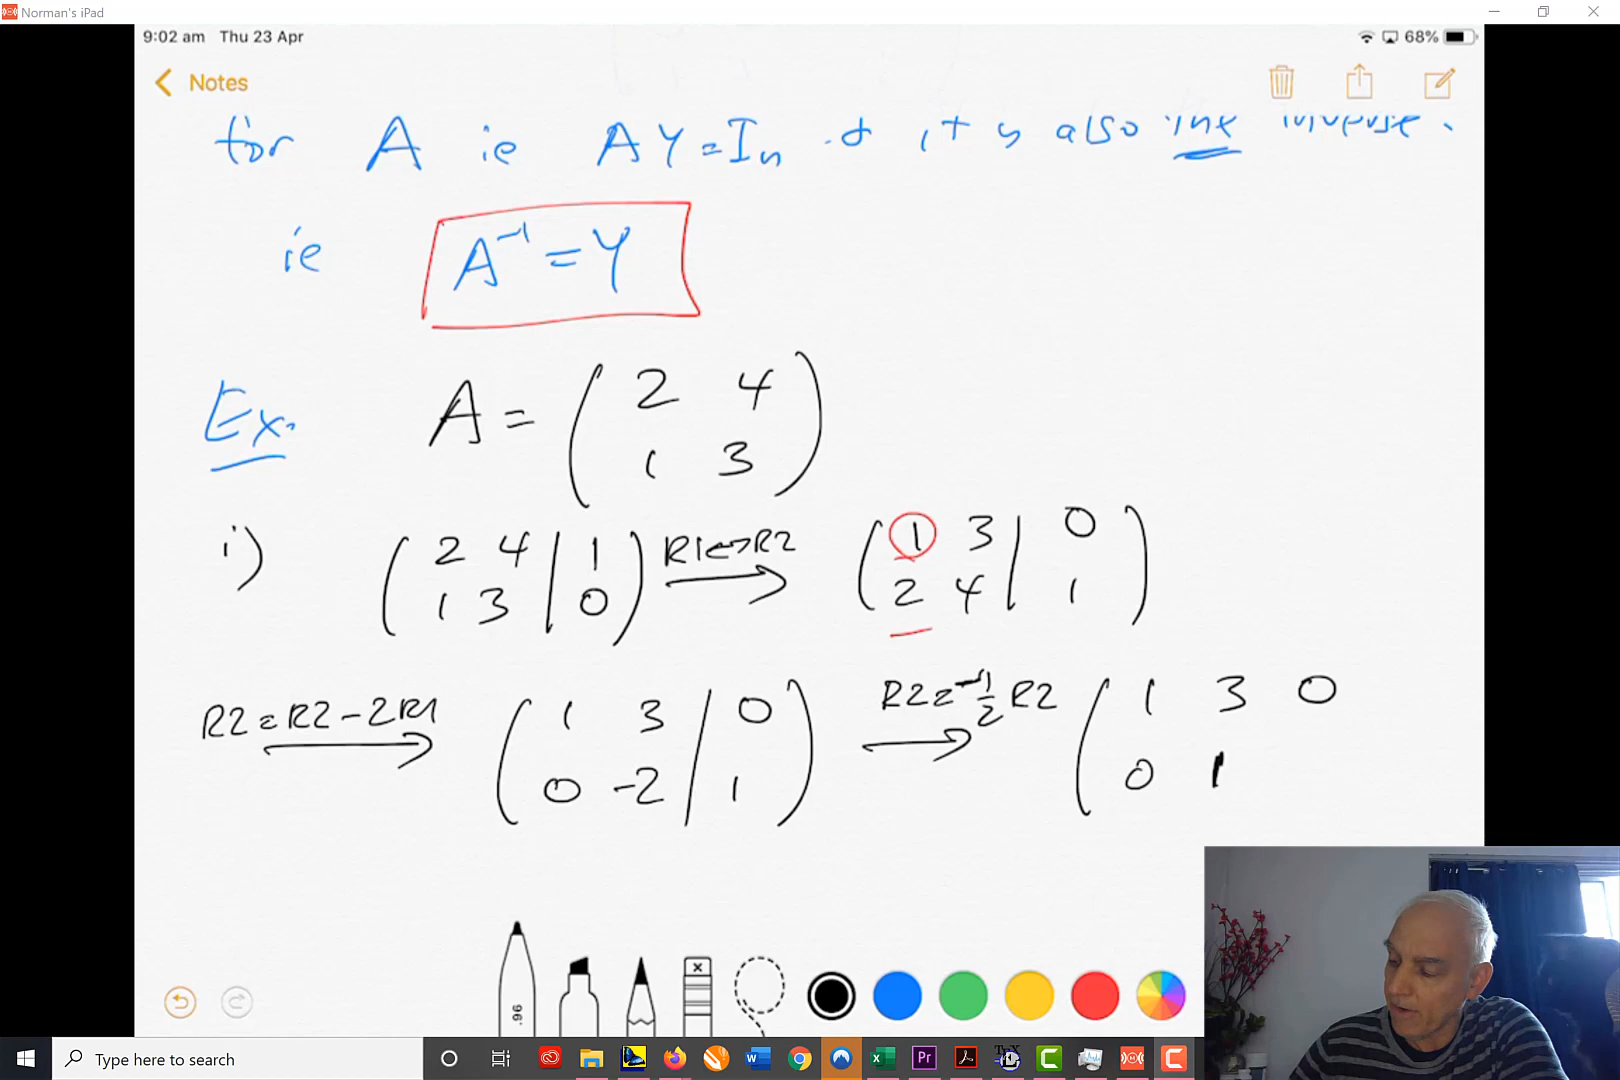 Norman's iPad
9:02 am Thu 23 Apr
68%
Notes
for A ie AY = In & it is also the inverse.
ie A⁻¹ = Y
Ex. A = ( 2 4
1 3 )
i) ( 2 4 | 1
1 3 | 0 ) R1<->R2 ( 1 3 | 0
2 4 | 1 )
R2=R2-2R1 ( 1 3 | 0
0 -2 | 1 ) R2=-1/2 R2 ( 1 3 0
0 1
.96
Type here to search